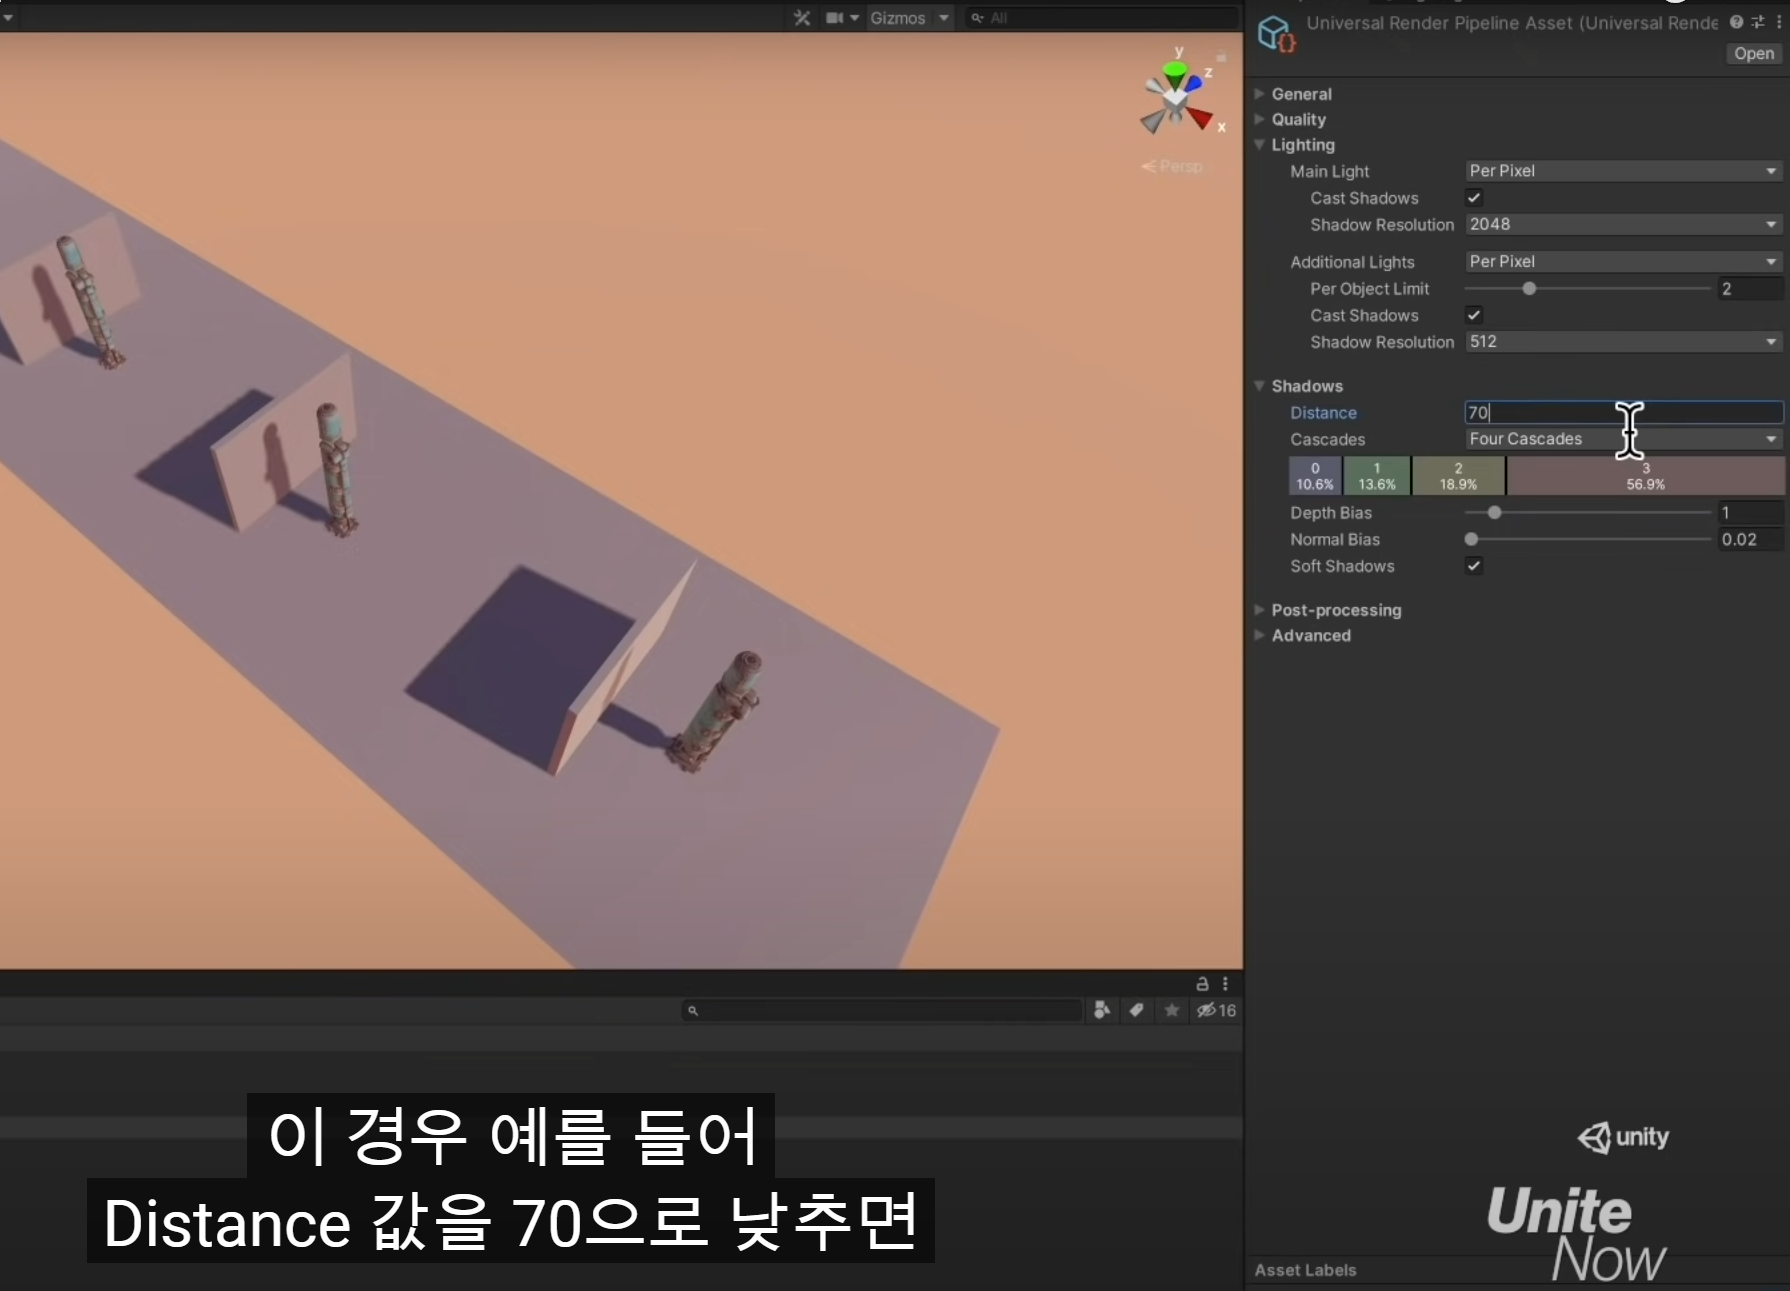 Gizmos
All
Universal Render Pipeline Asset (Universal Rende
Open
y
z
x
Persp
General
Quality
Lighting
Main Light Per Pixel
Cast Shadows
Shadow Resolution 2048
Additional Lights Per Pixel
Per Object Limit 2
Cast Shadows
Shadow Resolution 512
Shadows
Distance 70
Cascades Four Cascades
0 1 2 3
10.6% 13.6% 18.9% 56.9%
Depth Bias 1
Normal Bias 0.02
Soft Shadows
Post-processing
Advanced
16
이 경우 예를 들어
Distance 값을 70으로 낮추면
unity
Unite
Now
Asset Labels